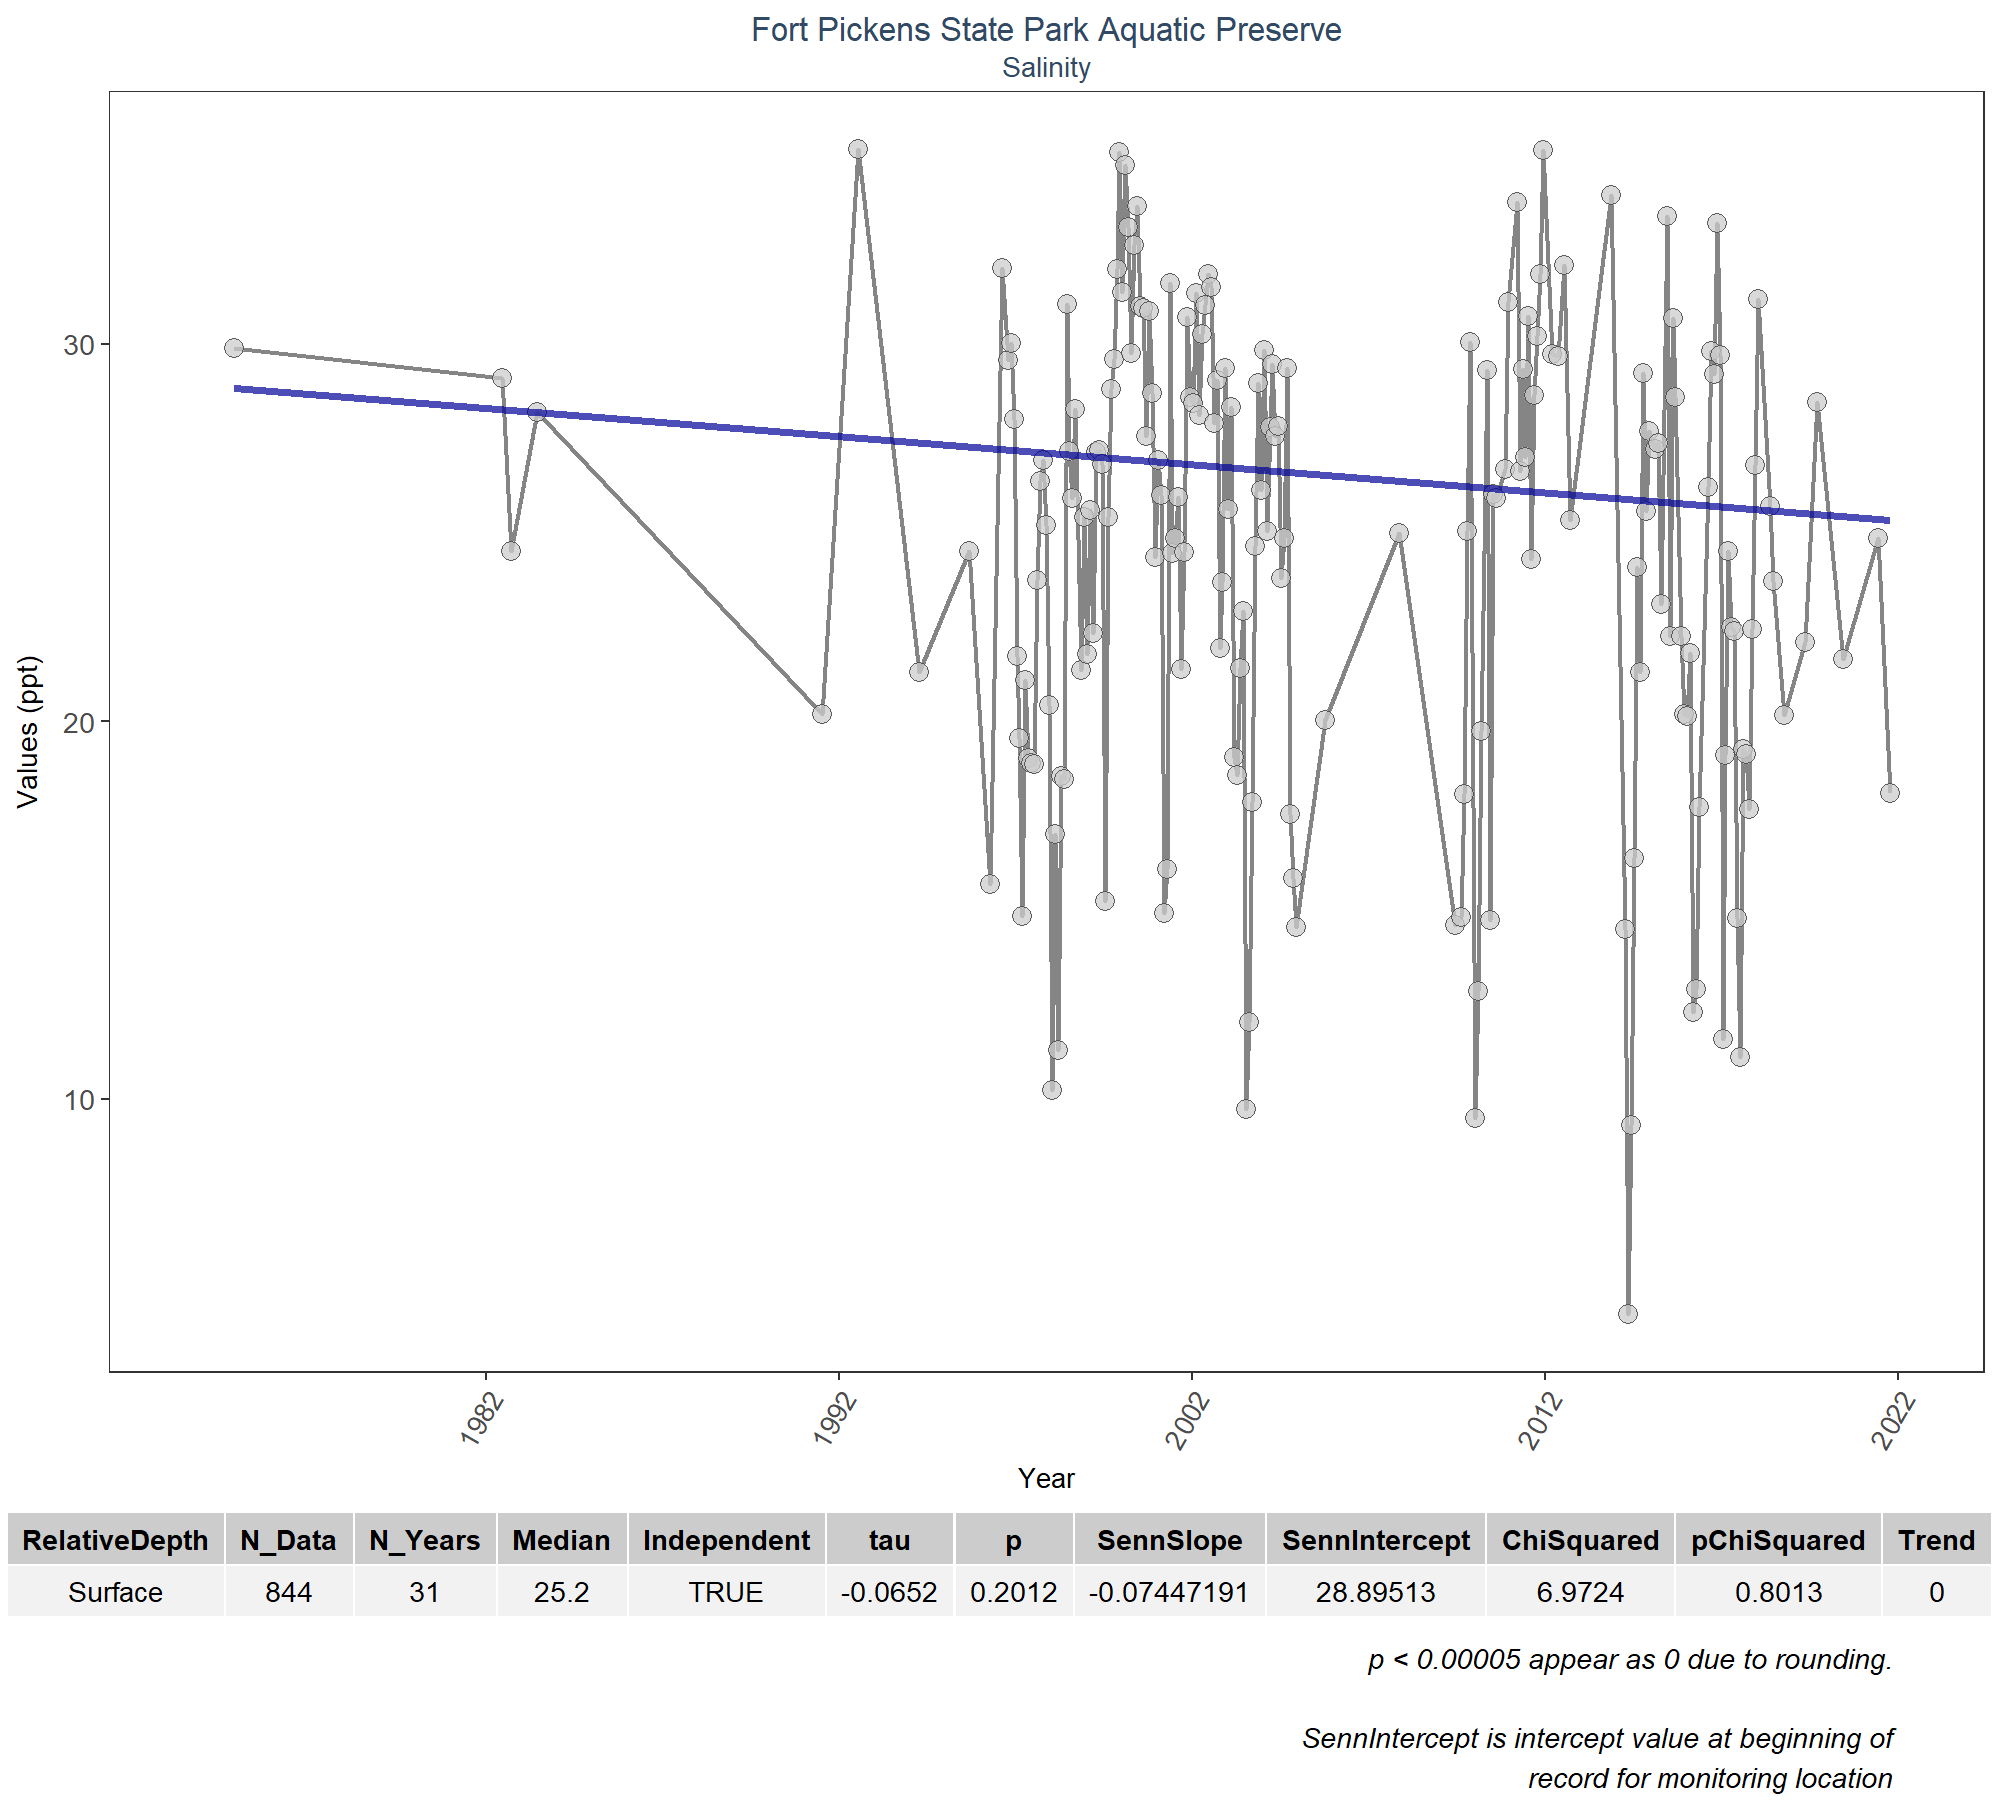 Fort Pickens State Park Aquatic Preserve
Salinity
Values (ppt)
30
20
10
1982
1992
2002
2012
2022
Year
RelativeDepth N_Data N_Years Median Independent tau p SennSlope SennIntercept ChiSquared pChiSquared Trend
Surface 844 31 25.2 TRUE -0.0652 0.2012 -0.07447191 28.89513 6.9724 0.8013 0
p < 0.00005 appear as 0 due to rounding.
SennIntercept is intercept value at beginning of
record for monitoring location